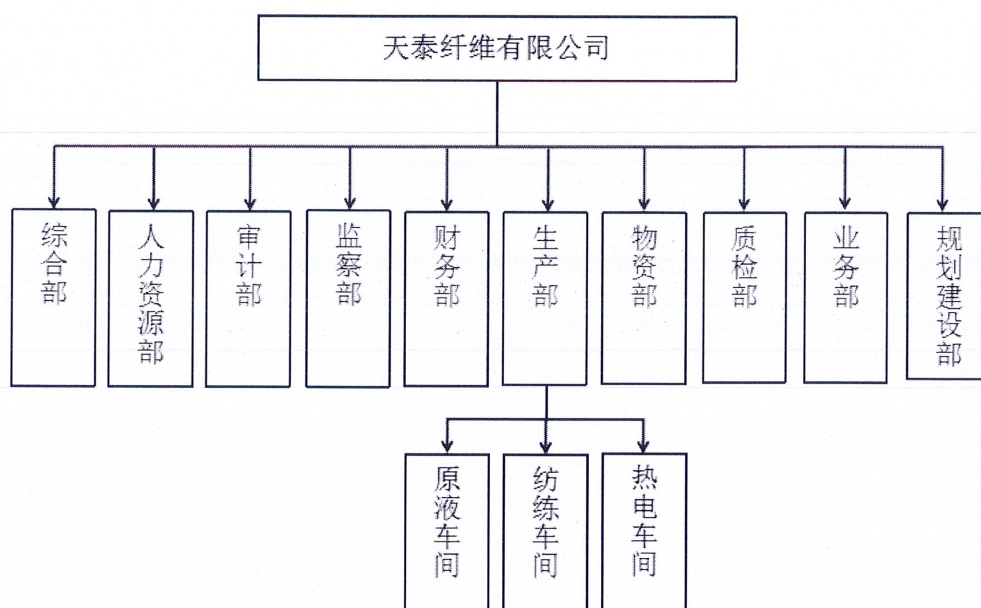 天泰纤维有限公司
综合部
人力资源部
审计部
监察部
财务部
生产部
物资部
质检部
业务部
规划建设部
原液车间
纺练车间
热电车间